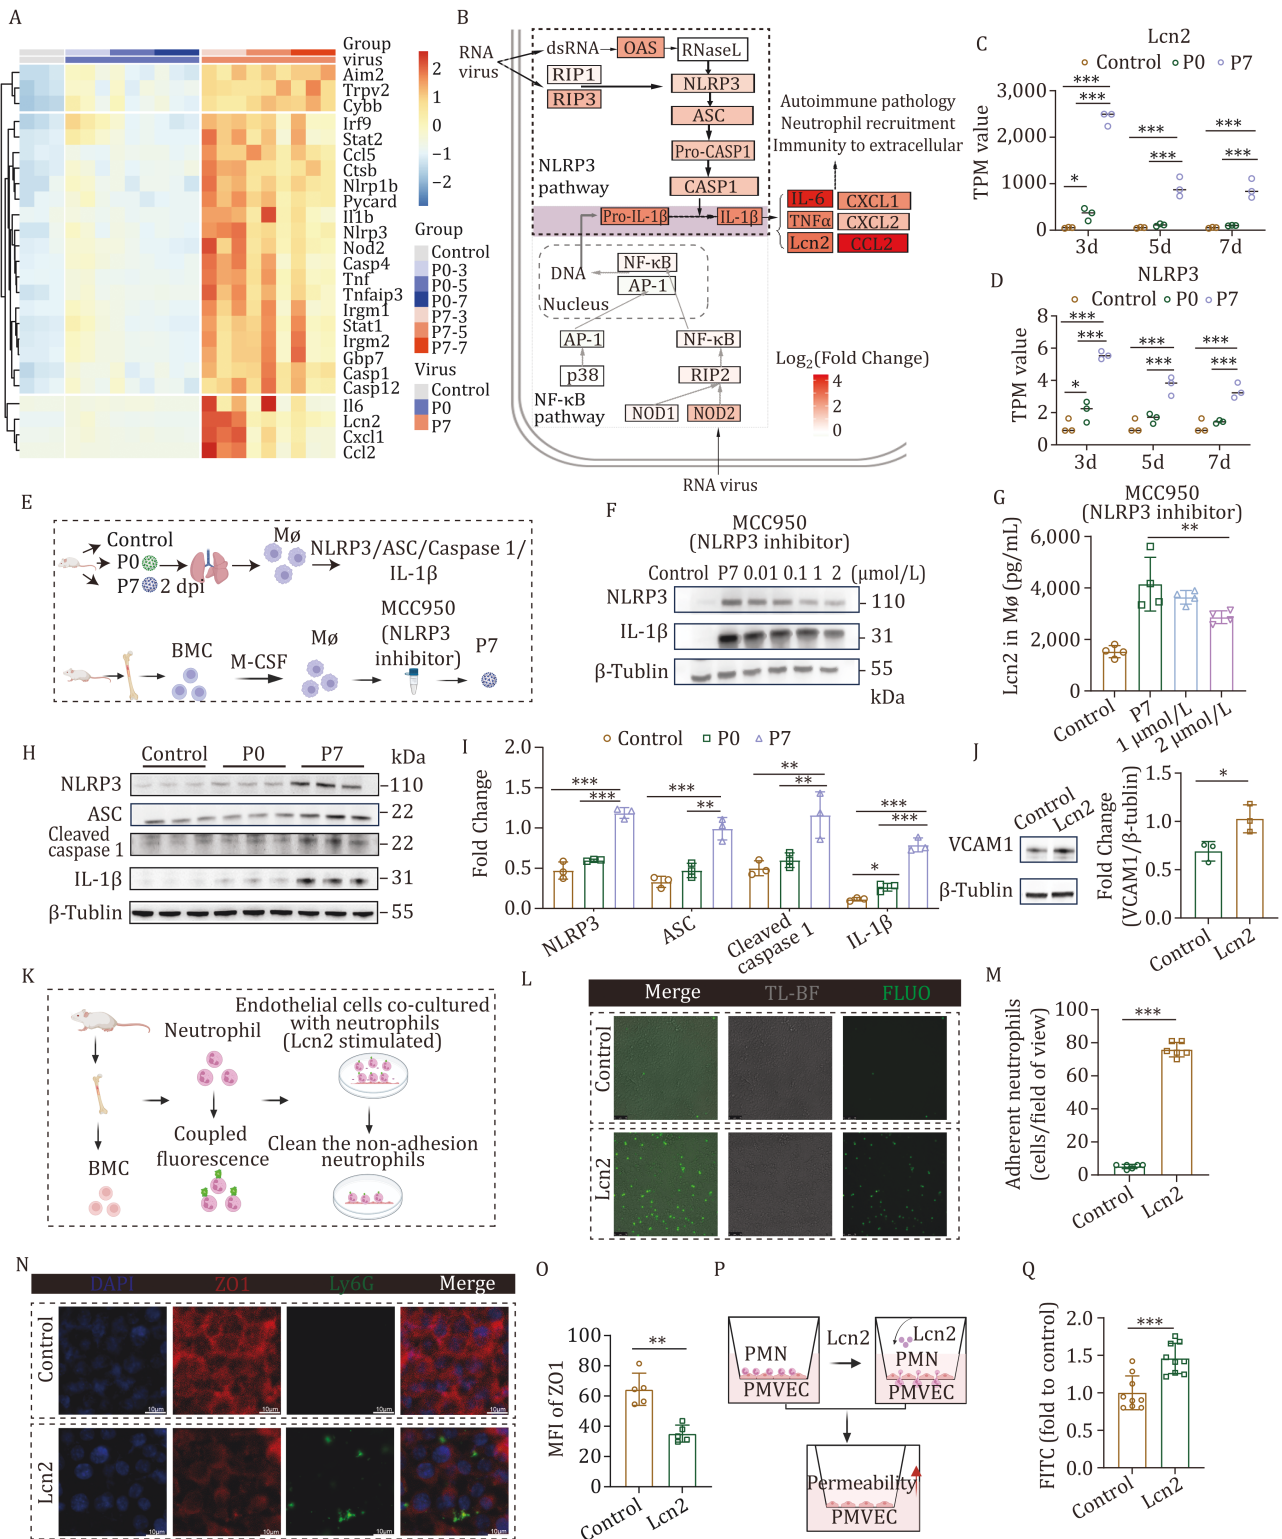 A
Group
virus
Aim2
Trpv2
Cybb
Irf9
Stat2
Ccl5
Ctsb
Nlrp1b
Pycard
Il1b
Nlrp3
Nod2
Casp4
Tnf
Tnfaip3
Irgm1
Stat1
Irgm2
Gbp7
Casp1
Casp12
Il6
Lcn2
Cxcl1
Ccl2
2
1
0
−1
−2
Group
Control
P0-3
P0-5
P0-7
P7-3
P7-5
P7-7
Virus
Control
P0
P7
B
RNA
virus
dsRNA
OAS
RNaseL
RIP1
RIP3
NLRP3
ASC
Pro-CASP1
NLRP3
pathway
CASP1
Pro-IL-1β
IL-1β
Autoimmune pathology
Neutrophil recruitment
Immunity to extracellular
IL-6
CXCL1
TNFα
CXCL2
Lcn2
CCL2
DNA
NF-κB
AP-1
Nucleus
AP-1
NF-κB
p38
RIP2
NF-κB
pathway
NOD1
NOD2
RNA virus
Log2(Fold Change)
4
2
0
C
Lcn2
Control P0 P7
TPM value
3,000
2,000
1000
0
***
***
*
***
***
***
***
3d 5d 7d
D
NLRP3
Control P0 P7
TPM value
8
6
4
2
0
***
***
*
***
***
***
***
3d 5d 7d
E
Control
P0
P7 2 dpi
Mø
NLRP3/ASC/Caspase 1/
IL-1β
BMC
M-CSF
Mø
MCC950
(NLRP3
inhibitor)
P7
F
MCC950
(NLRP3 inhibitor)
Control P7 0.01 0.1 1 2 (μmol/L)
NLRP3 110
IL-1β 31
β-Tublin 55
kDa
G
MCC950
(NLRP3 inhibitor)
**
Lcn2 in Mø (pg/mL)
6,000
4,000
2,000
0
Control
P7
1 μmol/L
2 μmol/L
H
Control P0 P7 kDa
NLRP3 110
ASC 22
Cleaved
caspase 1 22
IL-1β 31
β-Tublin 55
I
Control P0 P7
Fold Change
2.0
1.5
1.0
0.5
0.0
***
***
***
**
**
**
***
***
*
NLRP3
ASC
Cleaved
caspase 1
IL-1β
J
Control
Lcn2
VCAM1
β-Tublin
Fold Change
(VCAM1/β-tublin)
1.5
1.0
0.5
0.0
*
Control
Lcn2
K
Neutrophil
Endothelial cells co-cultured
with neutrophils
(Lcn2 stimulated)
BMC
Coupled
fluorescence
Clean the non-adhesion
neutrophils
L
Merge TL-BF FLUO
Control
Lcn2
M
Adherent neutrophils
(cells/field of view)
100
80
60
40
20
0
***
Control
Lcn2
N
DAPI ZO1 Ly6G Merge
Control
10μm 10μm 10μm 10μm
Lcn2
10μm 10μm 10μm 10μm
O
MFI of ZO1
100
80
60
40
20
0
**
Control
Lcn2
P
PMN
PMVEC
Lcn2
Lcn2
PMN
PMVEC
Permeability
PMVEC
Q
FITC (fold to control)
2.0
1.5
1.0
0.5
0.0
***
Control
Lcn2